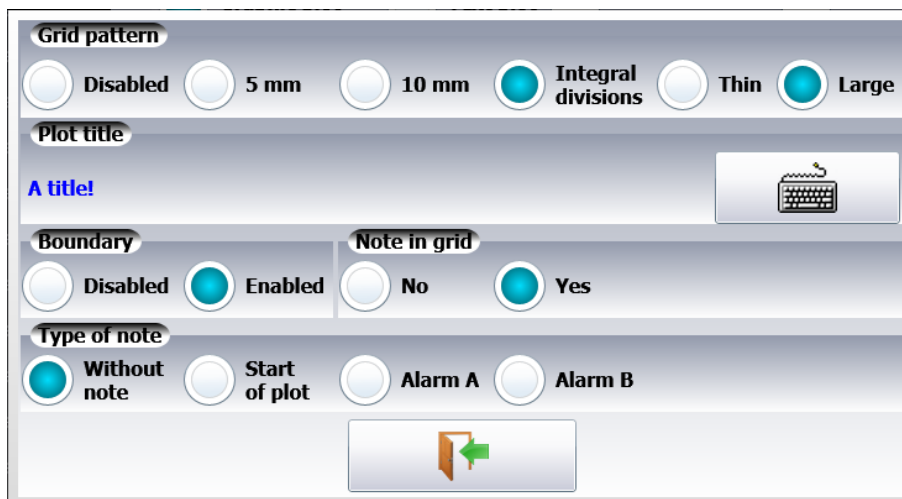 Grid pattern
Disabled 5 mm 10 mm Integral divisions Thin Large
Plot title
A title!
Boundary Note in grid
Disabled Enabled No Yes
Type of note
Without note Start of plot Alarm A Alarm B